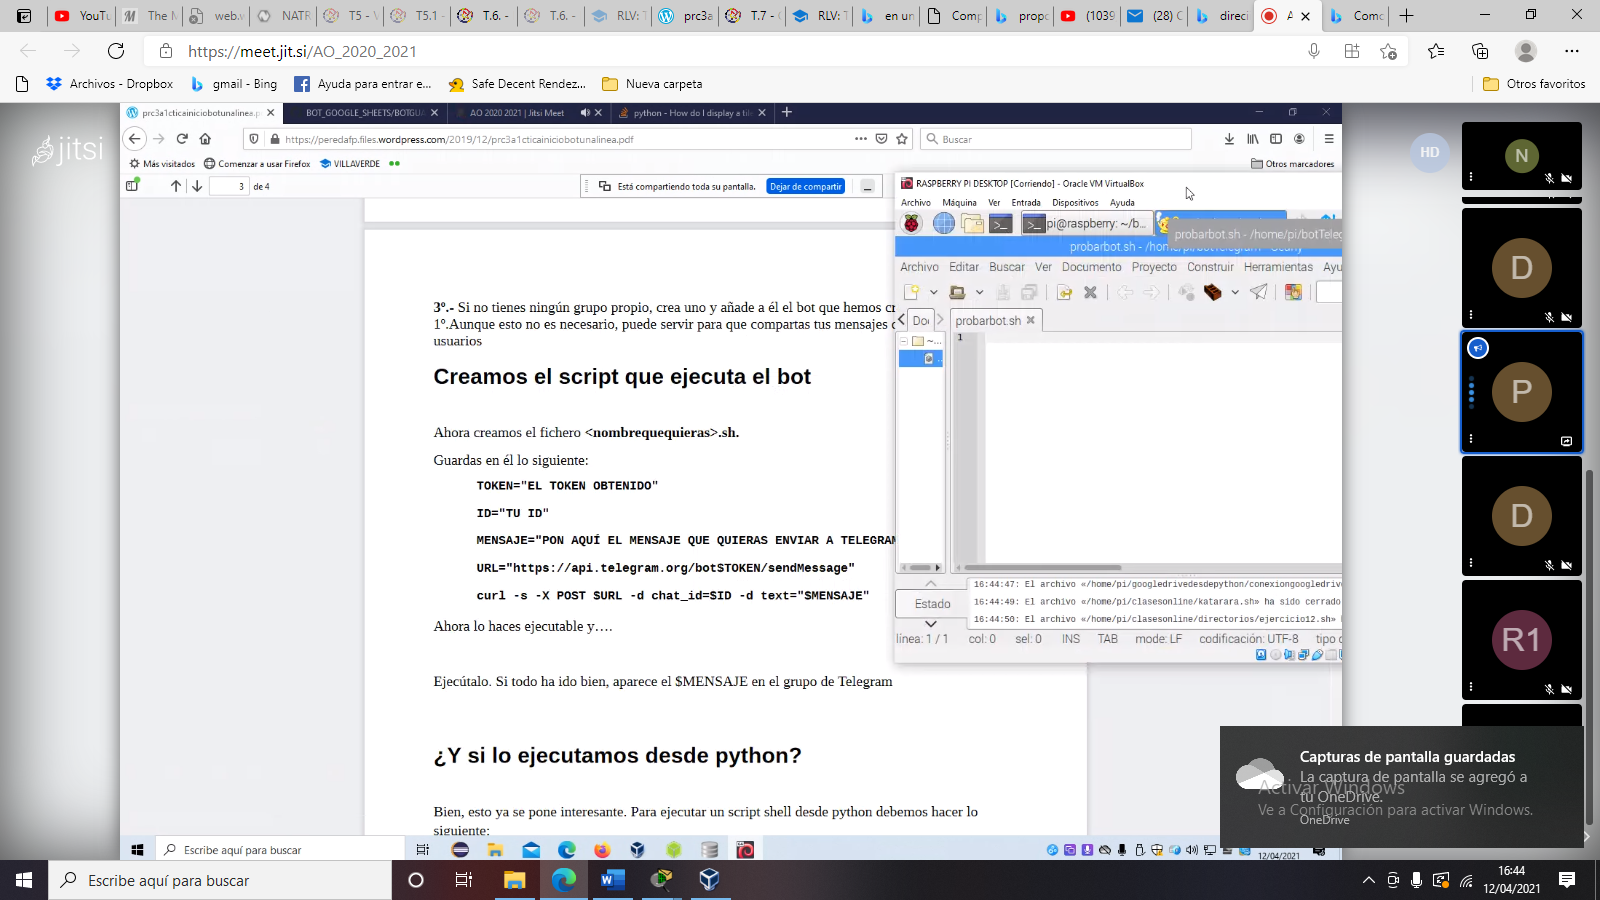 YouTu
The M
web.v
NATR
T5 - V
T5.1 -
T.6. -
T.6. -
RLV: T
prc3a
T.7 - C
RLV: T
en un
Comp
propo
(1039
(28) C
direci
A
Comc
https://meet.jit.si/AO_2020_2021
Archivos - Dropbox
gmail - Bing
Ayuda para entrar e...
Safe Decent Rendez...
Nueva carpeta
Otros favoritos
jitsi
prc3a1cticainiciobotunalinea.p
BOT_GOOGLE_SHEETS/BOTGUA
AO 2020 2021 | Jitsi Meet
python - How do I display a tile
https://peredafp.files.wordpress.com/2019/12/prc3a1cticainiciobotunalinea.pdf
Buscar
Más visitados
Comenzar a usar Firefox
VILLAVERDE
Otros marcadores
3
de 4
Está compartiendo toda su pantalla.
Dejar de compartir
3º.- Si no tienes ningún grupo propio, crea uno y añade a él el bot que hemos cr
1º.Aunque esto no es necesario, puede servir para que compartas tus mensajes c
usuarios
Creamos el script que ejecuta el bot
Ahora creamos el fichero <nombrequequieras>.sh.
Guardas en él lo siguiente:
TOKEN="EL TOKEN OBTENIDO"
ID="TU ID"
MENSAJE="PON AQUÍ EL MENSAJE QUE QUIERAS ENVIAR A TELEGRAM
URL="https://api.telegram.org/bot$TOKEN/sendMessage"
curl -s -X POST $URL -d chat_id=$ID -d text="$MENSAJE"
Ahora lo haces ejecutable y….
Ejecútalo. Si todo ha ido bien, aparece el $MENSAJE en el grupo de Telegram
¿Y si lo ejecutamos desde python?
Bien, esto ya se pone interesante. Para ejecutar un script shell desde python debemos hacer lo
siguiente:
RASPBERRY PI DESKTOP [Corriendo] - Oracle VM VirtualBox
Archivo
Máquina
Ver
Entrada
Dispositivos
Ayuda
pi@raspberry: ~/b...
probarbot.sh - /home/pi/botTeleg
probarbot.sh - /home/pi/botTelegram - Geany
Archivo
Editar
Buscar
Ver
Documento
Proyecto
Construir
Herramientas
Ayu
Do
probarbot.sh
~...
1
Estado
16:44:47: El archivo «/home/pi/googledrivedesdepython/conexiongoogledrive
16:44:49: El archivo «/home/pi/clasesonline/katarara.sh» ha sido cerrado
16:44:50: El archivo «/home/pi/clasesonline/directorios/ejercicio12.sh»
línea: 1 / 1
col: 0
sel: 0
INS
TAB
mode: LF
codificación: UTF-8
tipo
HD
N
D
P
D
R1
Capturas de pantalla guardadas
La captura de pantalla se agregó a
tu OneDrive.
OneDrive
Activar Windows
Ve a Configuración para activar Windows.
Escribe aquí para buscar
12/04/2021
Escribe aquí para buscar
16:44
12/04/2021